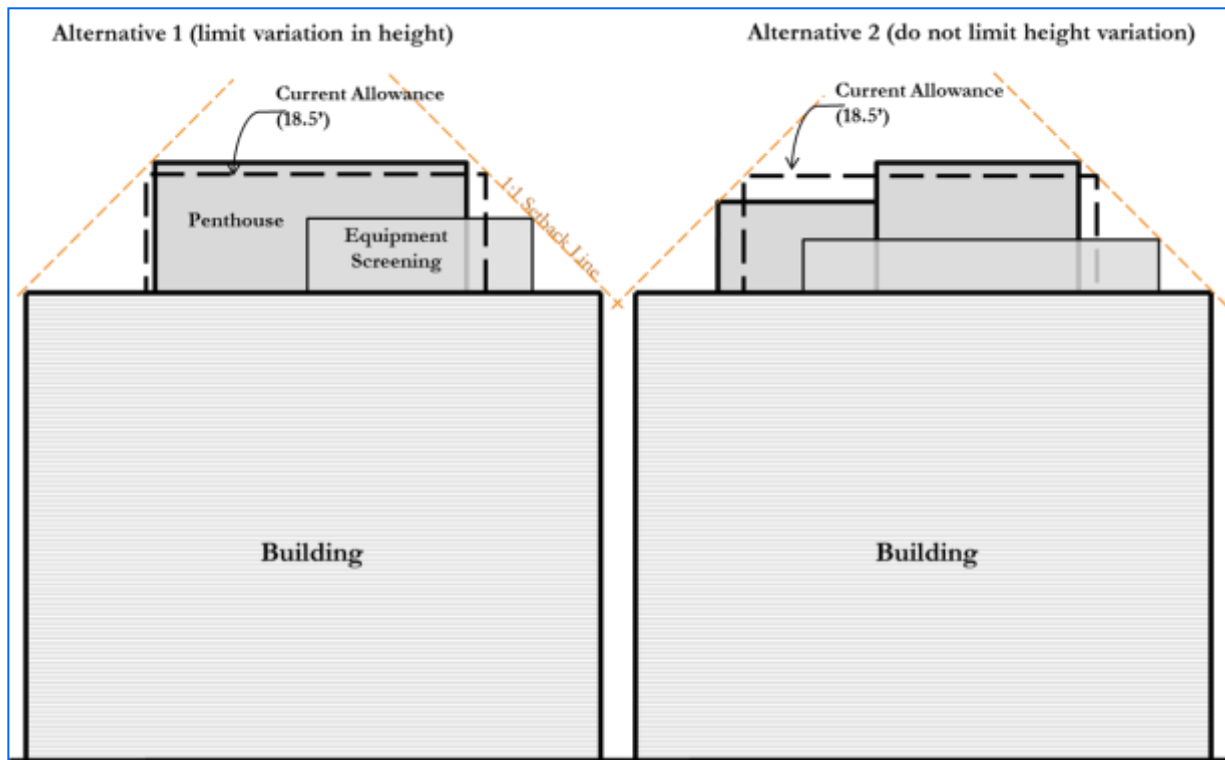 Alternative 1 (limit variation in height)
Current Allowance
(18.5')
Penthouse
Equipment
Screening
1:1 Setback Line
Building
Alternative 2 (do not limit height variation)
Current Allowance
(18.5')
Building